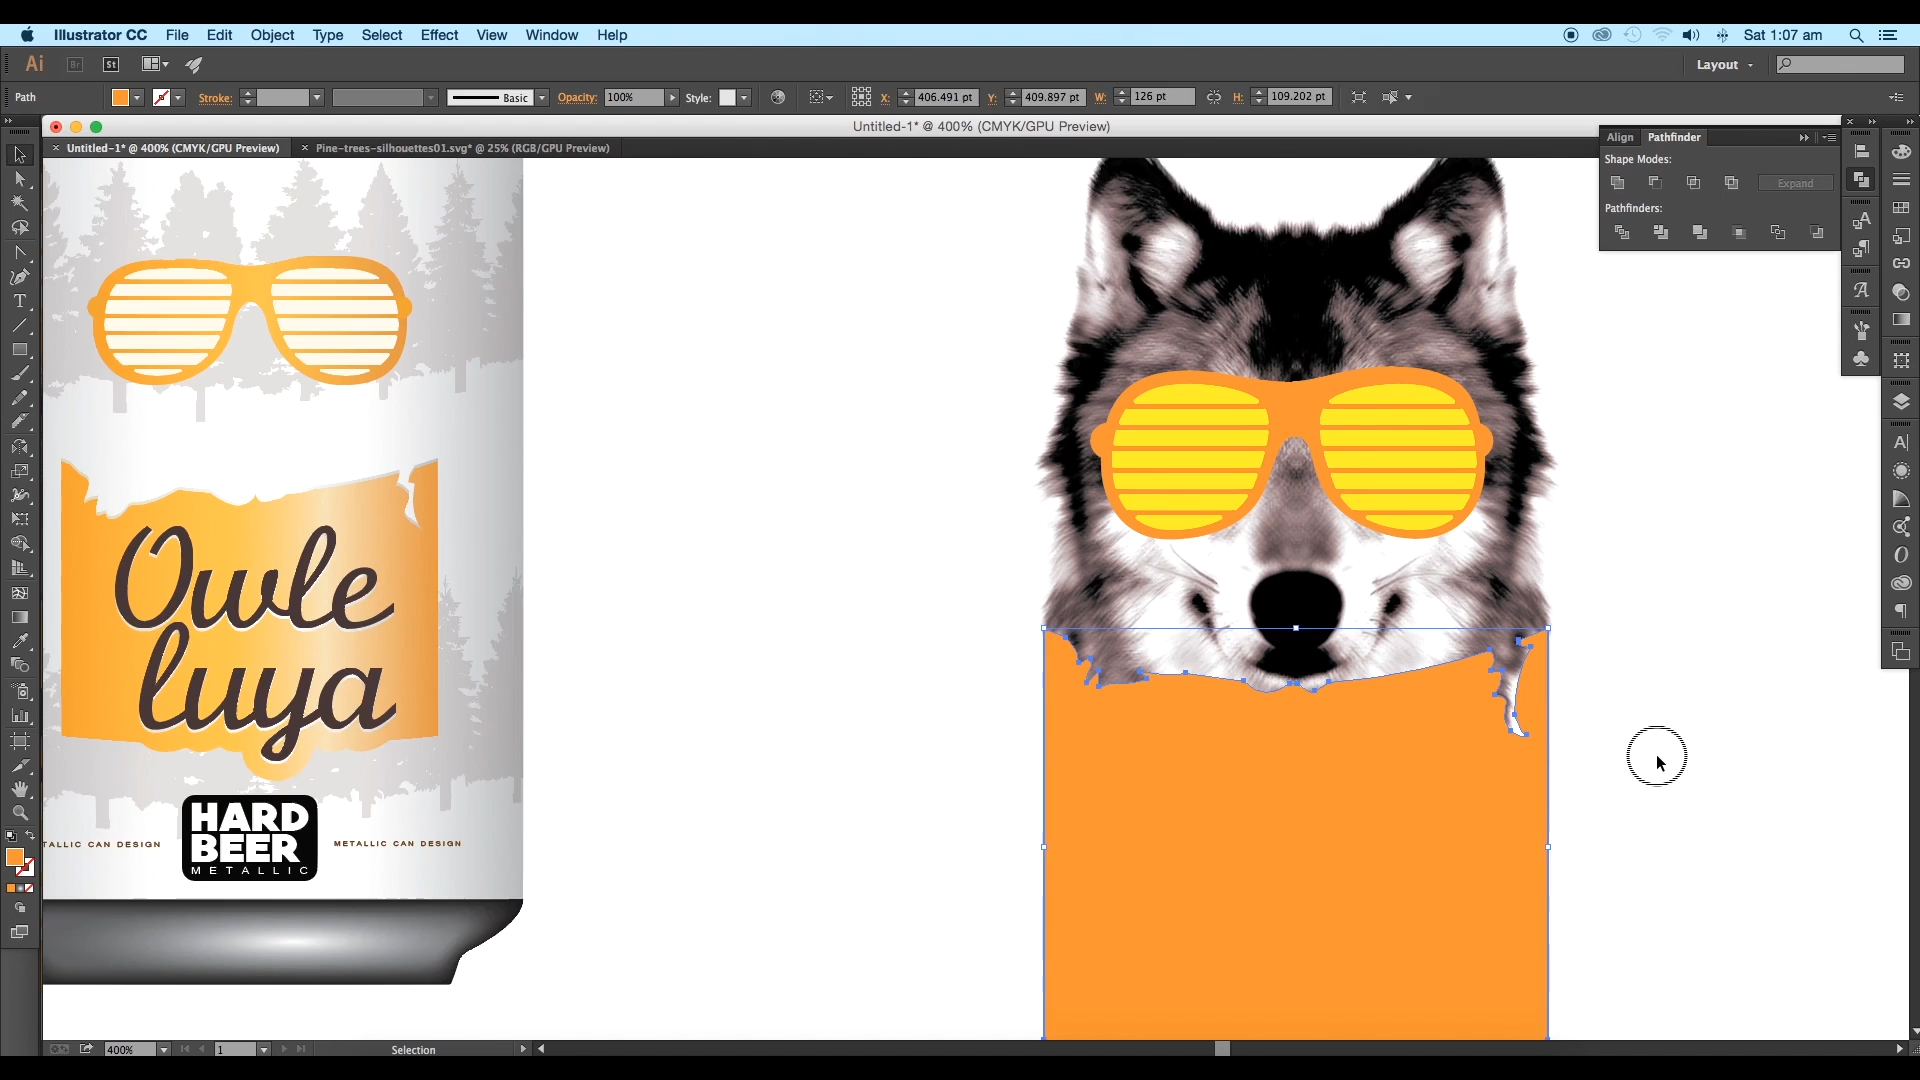 Illustrator CC File Edit Object Type Select Effect View Window Help Sat 1:07 am
Ai Br St Layout
Path Stroke: Basic Opacity: 100% Style: X: 406.491 pt Y: 409.897 pt W: 126 pt H: 109.202 pt
Untitled-1* @ 400% (CMYK/GPU Preview)
× Untitled-1* @ 400% (CMYK/GPU Preview) × Pine-trees-silhouettes01.svg* @ 25% (RGB/GPU Preview)
Align Pathfinder
Shape Modes:
Expand
Pathfinders:
Owle
luya
HARD
BEER
METALLIC
TALLIC CAN DESIGN
METALLIC CAN DESIGN
400% 1 Selection